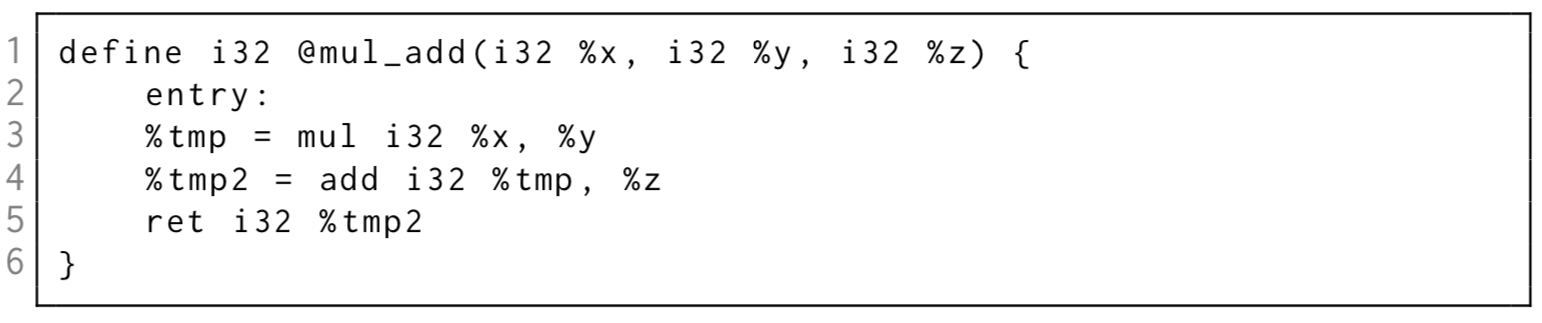 1 define i32 @mul_add(i32 %x, i32 %y, i32 %z) {
2     entry:
3     %tmp = mul i32 %x, %y
4     %tmp2 = add i32 %tmp, %z
5     ret i32 %tmp2
6 }